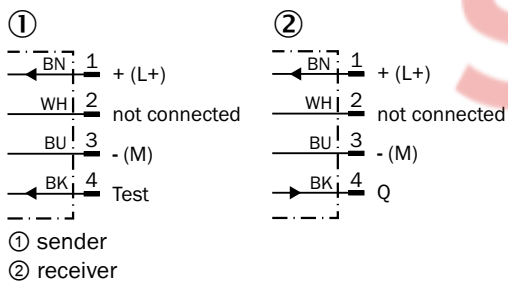 ① ②
BN 1 + (L+) BN 1 + (L+)
WH 2 not connected WH 2 not connected
BU 3 - (M) BU 3 - (M)
BK 4 Test BK 4 Q
① sender
② receiver